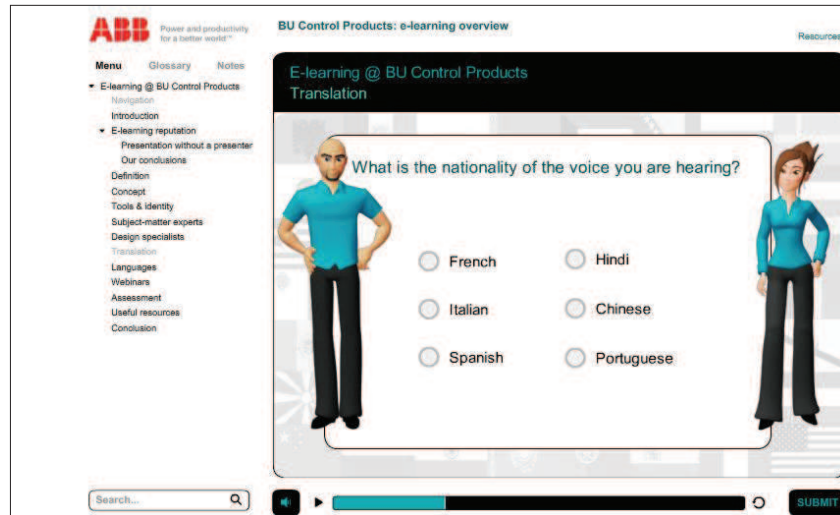 ABB
Power and productivity
for a better world™
BU Control Products: e-learning overview
Resources
Menu Glossary Notes
E-learning @ BU Control Products
Navigation
Introduction
E-learning reputation
Presentation without a presenter
Our conclusions
Definition
Concept
Tools & identity
Subject-matter experts
Design specialists
Translation
Languages
Webinars
Assessment
Useful resources
Conclusion
E-learning @ BU Control Products
Translation
What is the nationality of the voice you are hearing?
French
Hindi
Italian
Chinese
Spanish
Portuguese
Search...
SUBMIT